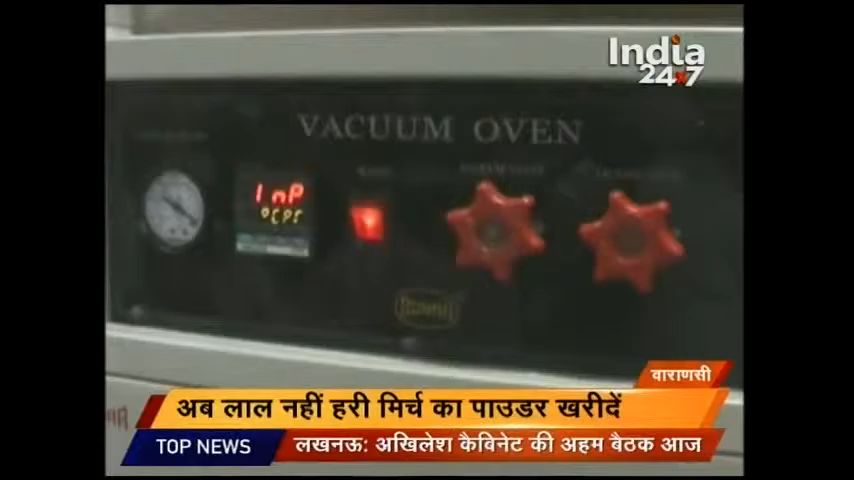 India
24x7
VACUUM OVEN
InP
वाराणसी
अब लाल नहीं हरी मिर्च का पाउडर खरीदें
TOP NEWS
लखनऊ: अखिलेश कैबिनेट की अहम बैठक आज